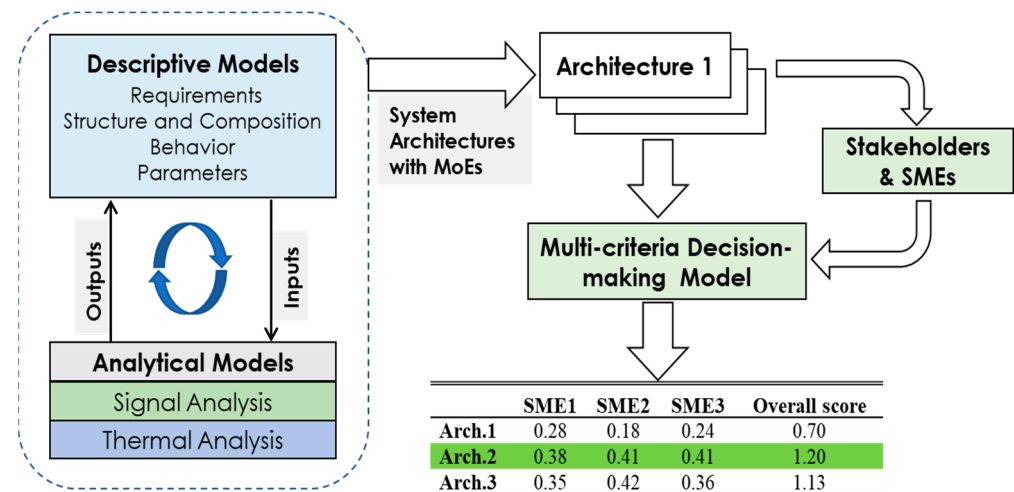 Descriptive Models
Requirements
Structure and Composition
Behavior
Parameters
Outputs
Inputs
Analytical Models
Signal Analysis
Thermal Analysis
System
Architectures
with MoEs
Architecture 1
Stakeholders
& SMEs
Multi-criteria Decision-
making Model
SME1 SME2 SME3 Overall score
Arch.1 0.28 0.18 0.24 0.70
Arch.2 0.38 0.41 0.41 1.20
Arch.3 0.35 0.42 0.36 1.13